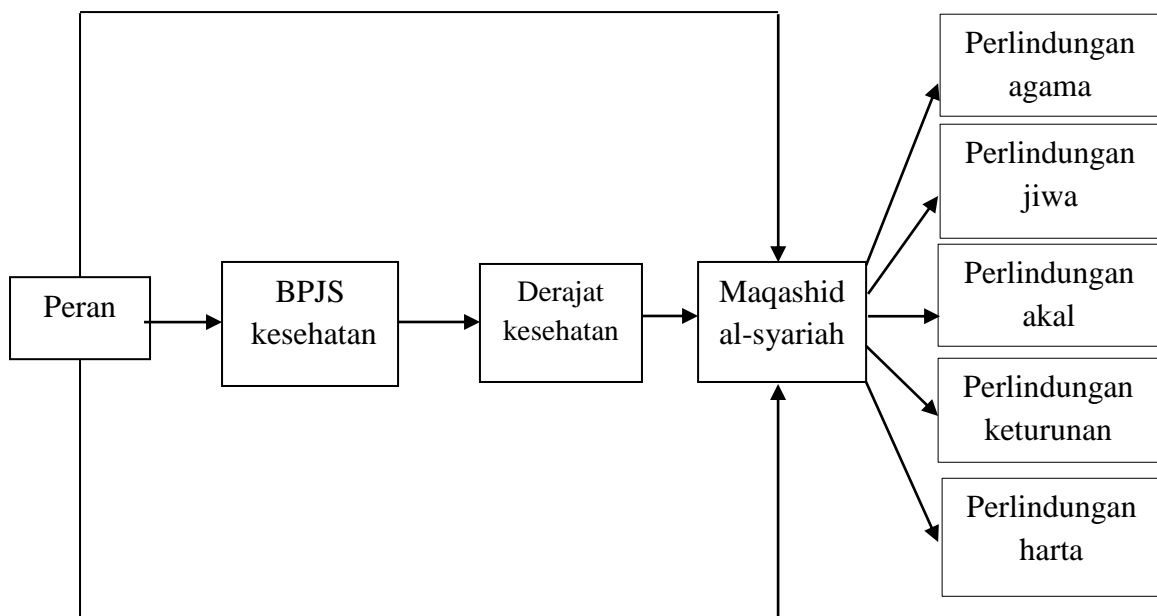 Peran
BPJS
kesehatan
Derajat
kesehatan
Maqashid
al-syariah
Perlindungan
agama
Perlindungan
jiwa
Perlindungan
akal
Perlindungan
keturunan
Perlindungan
harta